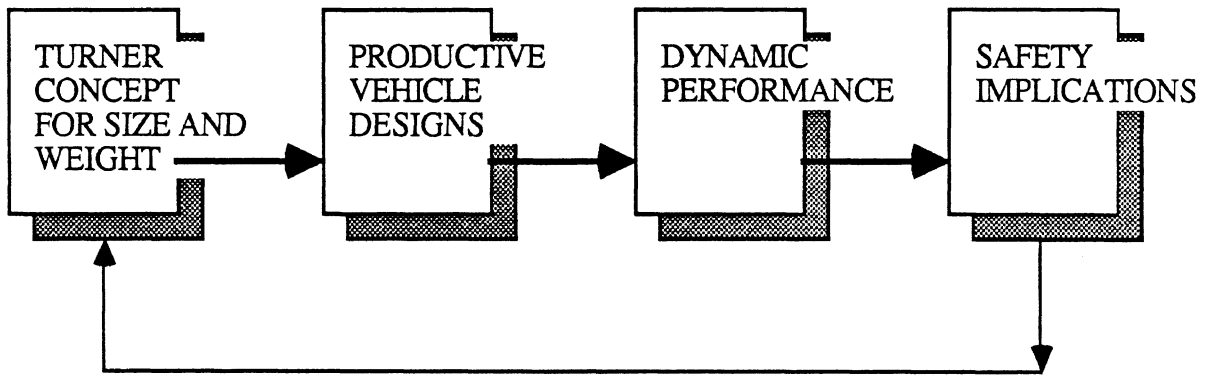 TURNER
CONCEPT
FOR SIZE AND
WEIGHT
PRODUCTIVE
VEHICLE
DESIGNS
DYNAMIC
PERFORMANCE
SAFETY
IMPLICATIONS